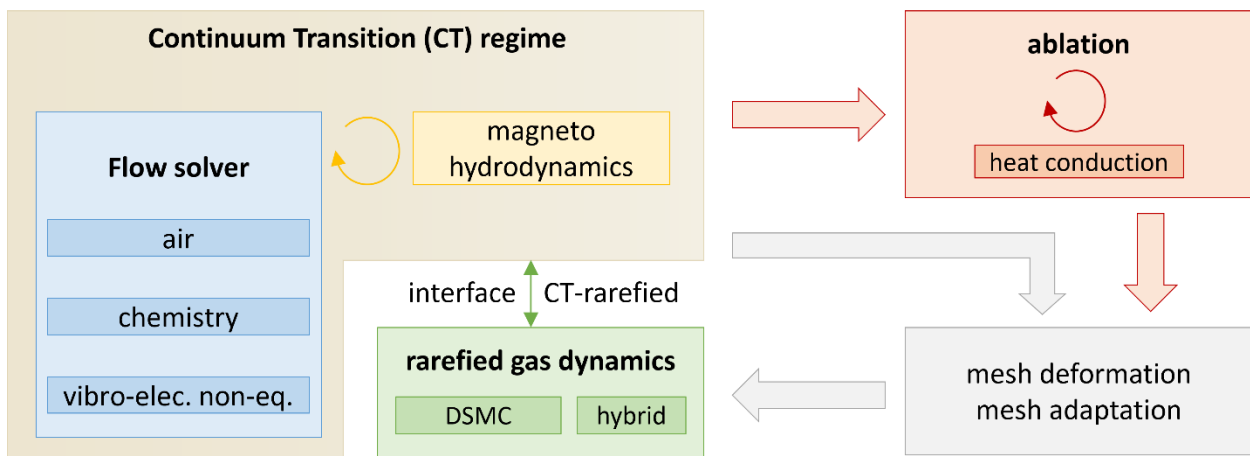 Continuum Transition (CT) regime
Flow solver
air
chemistry
vibro-elec. non-eq.
magneto
hydrodynamics
interface CT-rarefied
rarefied gas dynamics
DSMC
hybrid
ablation
heat conduction
mesh deformation
mesh adaptation